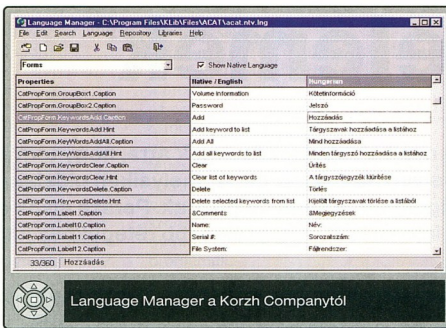 Language Manager - C:\Program Files\KLib\Files\ACAT\acat.ntv.lng
File Edit Search Language Repository Libraries Help
Forms Show Native Language
Properties Native / English Hungarian
CatPropForm.GroupBox1.Caption Volume Information Kötetinformáció
CatPropForm.GroupBox2.Caption Password Jelszó
CatPropForm.KeywordsAdd.Caption Add Hozzáadás
CatPropForm.KeywordsAdd.Hint Add keyword to list Tárgyszavak hozzáadása a listához
CatPropForm.KeyWordsAddAll.Caption Add All Mind hozzáadása
CatPropForm.KeyWordsAddAll.Hint Add all keywords to list Minden tárgyszó hozzáadása a listához
CatPropForm.KeywordsClear.Caption Clear Ürítés
CatPropForm.KeywordsClear.Hint Clear list of keywords A tárgyszójegyzék kiürítése
CatPropForm.KeywordsDelete.Caption Delete Törlés
CatPropForm.KeywordsDelete.Hint Delete selected keywords from list Kijelölt tárgyszavak törlése a listából
CatPropForm.Label1.Caption &Comments &Megjegyzések
CatPropForm.Label10.Caption Name: Név:
CatPropForm.Label11.Caption Serial #: Sorozatszám:
CatPropForm.Label12.Caption File System: Fájlrendszer:
33/360 Hozzáadás
Language Manager a Korzh Companytól